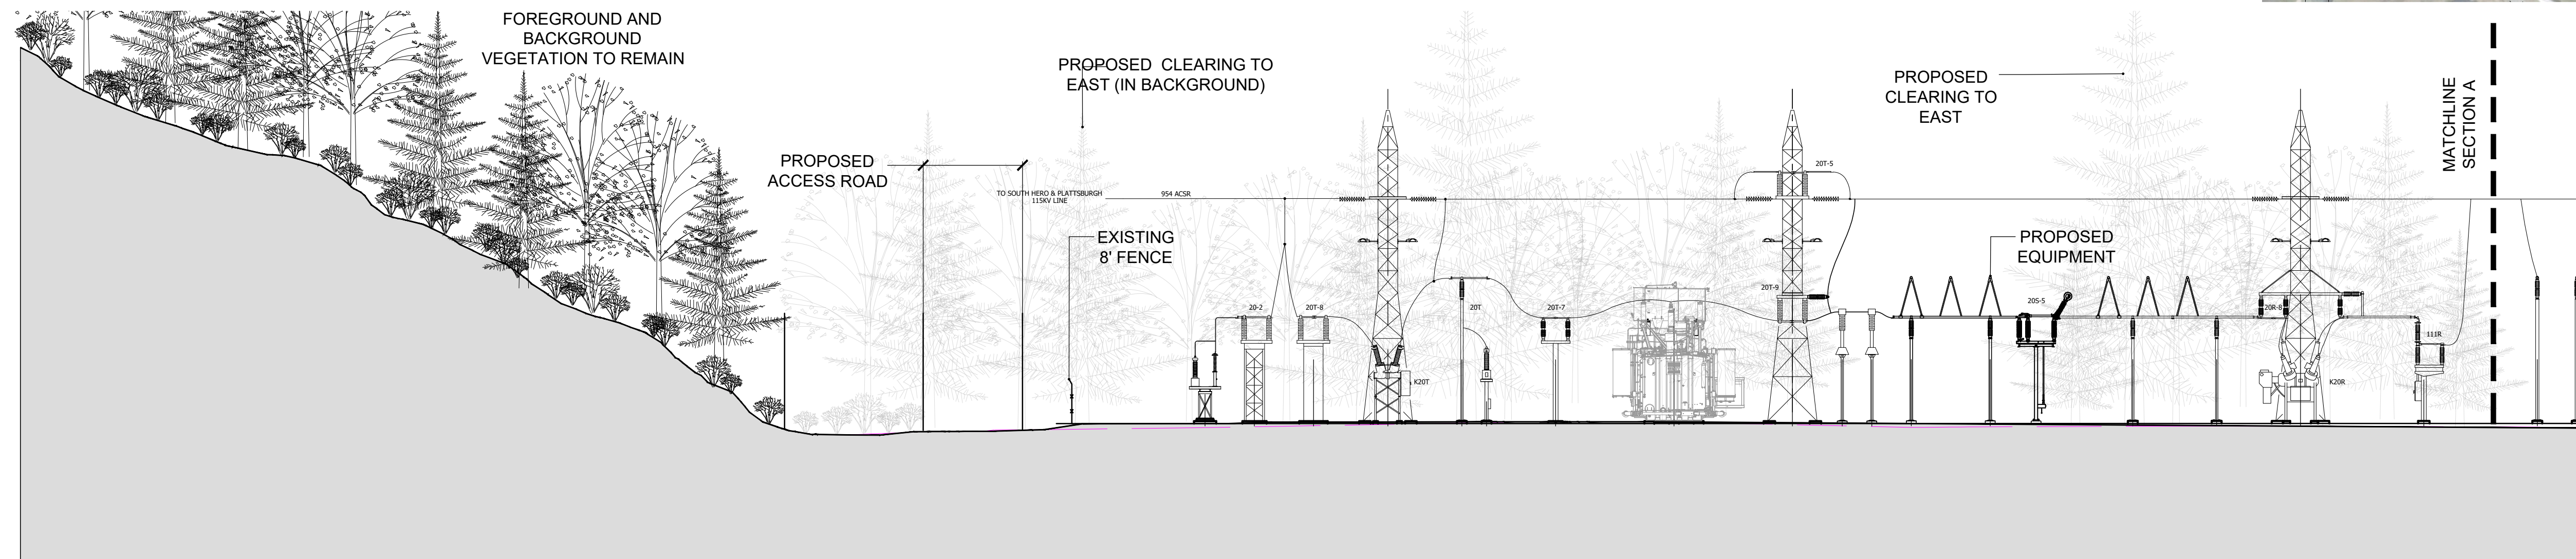 FOREGROUND AND
BACKGROUND
VEGETATION TO REMAIN
PROPOSED CLEARING TO
EAST (IN BACKGROUND)
PROPOSED
CLEARING TO
EAST
MATCHLINE
SECTION A
PROPOSED
ACCESS ROAD
TO SOUTH HERO & PLATTSBURGH
115KV LINE
954 ACSR
20T-5
EXISTING
8' FENCE
PROPOSED
EQUIPMENT
20-2
20T-8
20T
20T-7
20T-9
20S-5
20R-8
111R
K20T
K20R